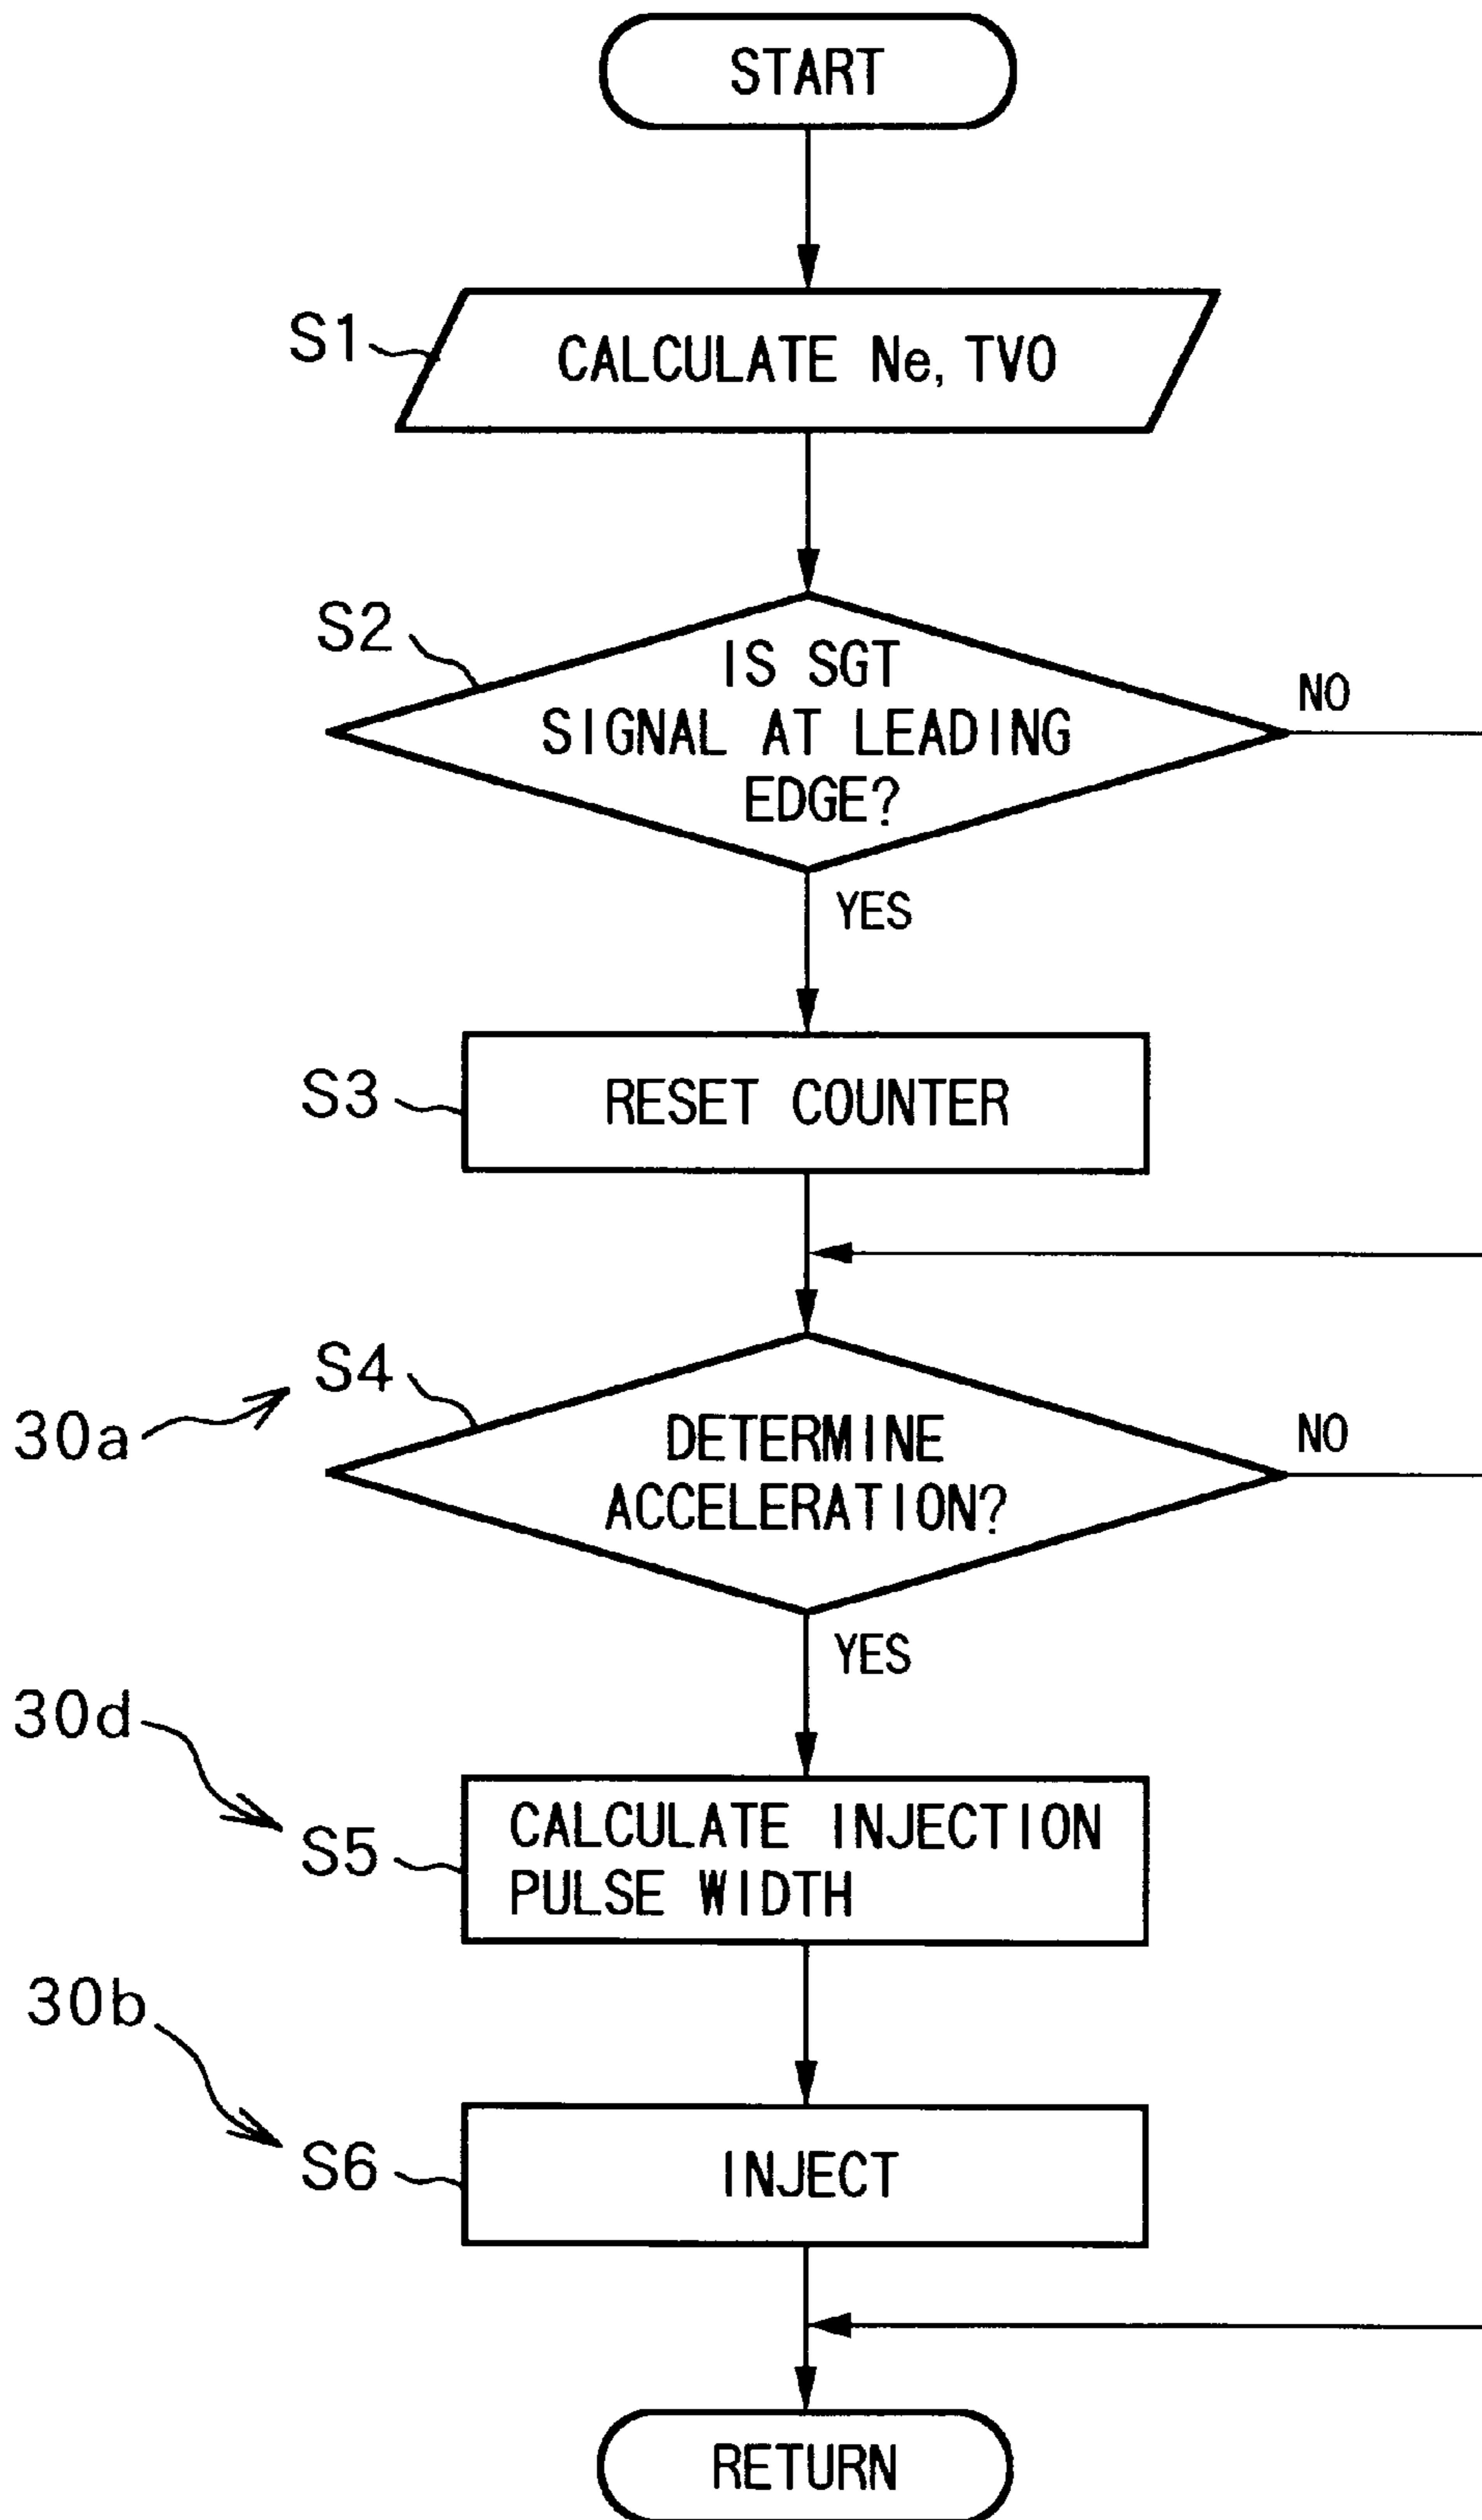 START
S1
CALCULATE Ne, TVO
S2
IS SGT
SIGNAL AT LEADING
EDGE?
NO
YES
S3
RESET COUNTER
S4
30a
DETERMINE
ACCELERATION?
NO
YES
30d
S5
CALCULATE INJECTION
PULSE WIDTH
30b
S6
INJECT
RETURN